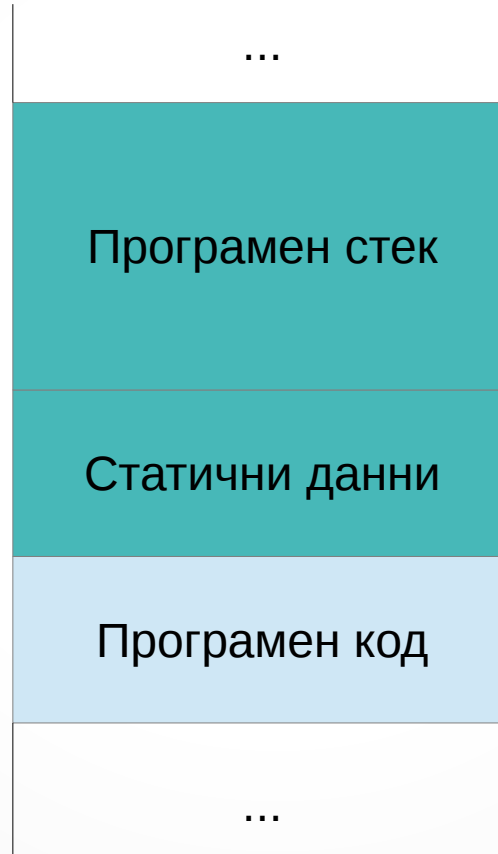 ...
Програмен стек
Статични данни
Програмен код
...